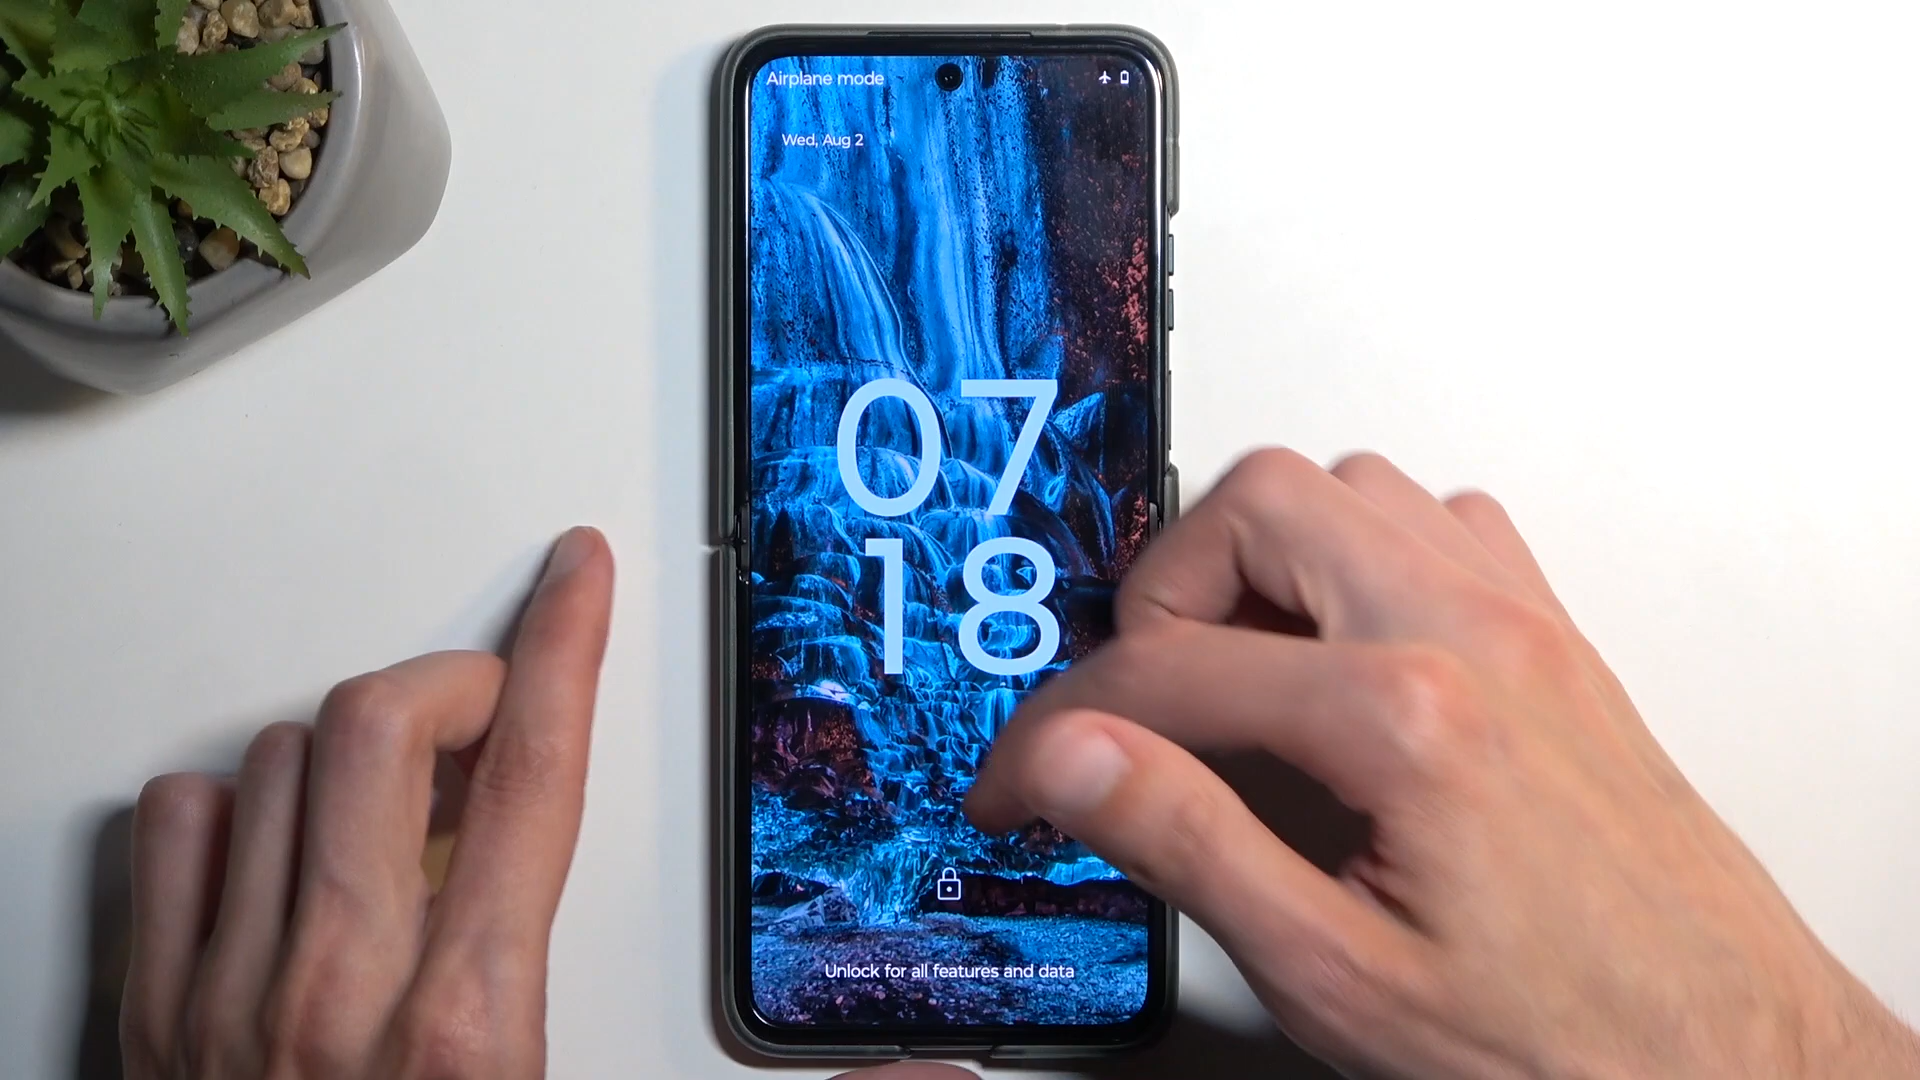 Airplane mode
Wed, Aug 2
07
18
Unlock for all features and data